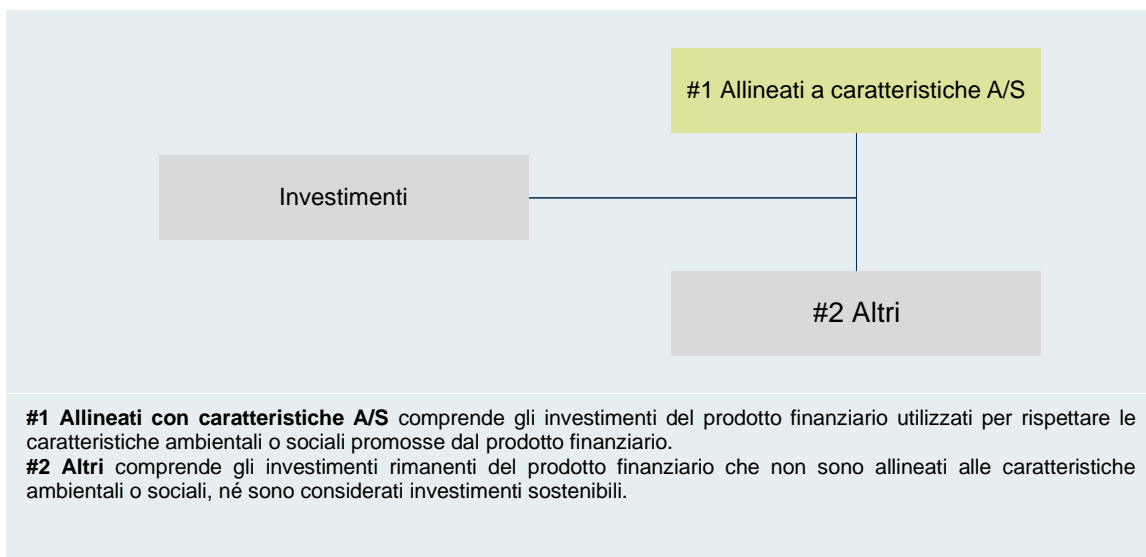 #1 Allineati a caratteristiche A/S
Investimenti
#2 Altri
#1 Allineati con caratteristiche A/S comprende gli investimenti del prodotto finanziario utilizzati per rispettare le
caratteristiche ambientali o sociali promosse dal prodotto finanziario.
#2 Altri comprende gli investimenti rimanenti del prodotto finanziario che non sono allineati alle caratteristiche
ambientali o sociali, né sono considerati investimenti sostenibili.